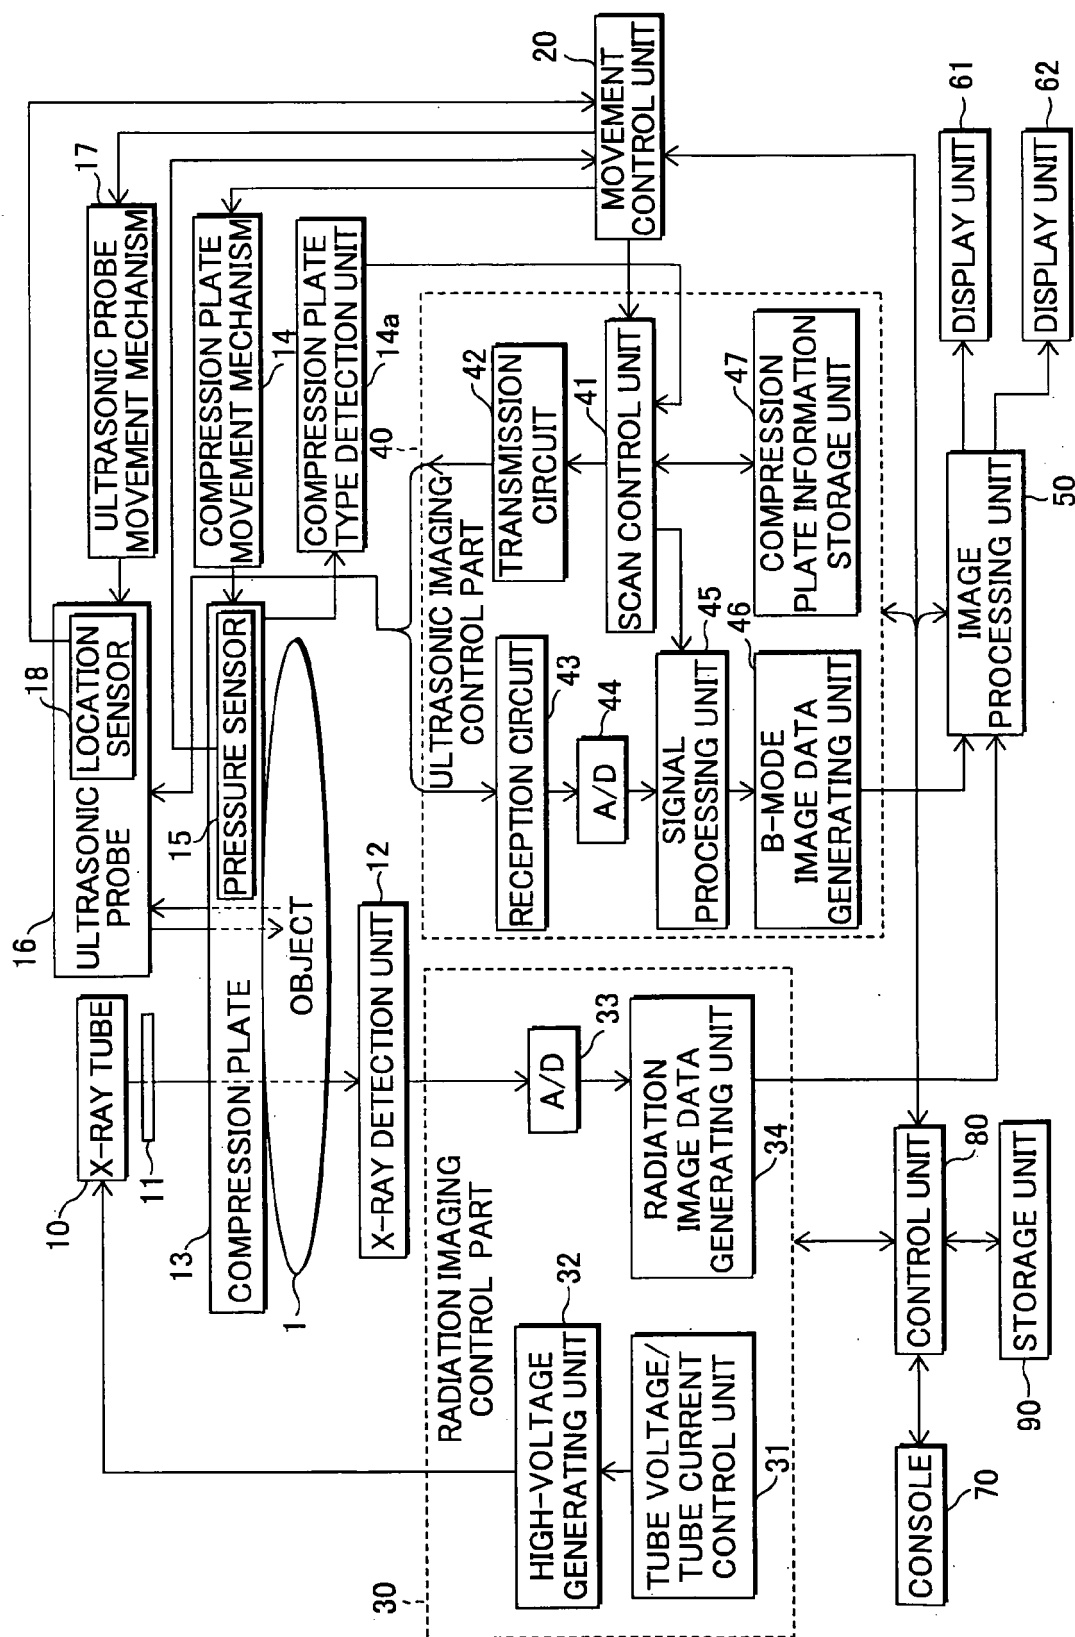 10
X-RAY TUBE
11
16
ULTRASONIC
PROBE
18
LOCATION
SENSOR
17
ULTRASONIC PROBE
MOVEMENT MECHANISM
13
COMPRESSION PLATE
15
PRESSURE SENSOR
COMPRESSION PLATE
MOVEMENT MECHANISM
14
1
OBJECT
COMPRESSION PLATE
TYPE DETECTION UNIT
14a
X-RAY DETECTION UNIT
12
20
MOVEMENT
CONTROL UNIT
30
RADIATION IMAGING
CONTROL PART
HIGH-VOLTAGE
GENERATING UNIT
32
TUBE VOLTAGE/
TUBE CURRENT
CONTROL UNIT
31
A/D
33
RADIATION
IMAGE DATA
GENERATING UNIT
34
40
ULTRASONIC IMAGING
CONTROL PART
TRANSMISSION
CIRCUIT
42
RECEPTION CIRCUIT
43
A/D
44
SCAN CONTROL UNIT
41
SIGNAL
PROCESSING UNIT
45
B-MODE
IMAGE DATA
GENERATING UNIT
46
COMPRESSION
PLATE INFORMATION
STORAGE UNIT
47
CONSOLE
70
CONTROL UNIT
80
STORAGE UNIT
90
IMAGE
PROCESSING UNIT
50
DISPLAY UNIT
61
DISPLAY UNIT
62